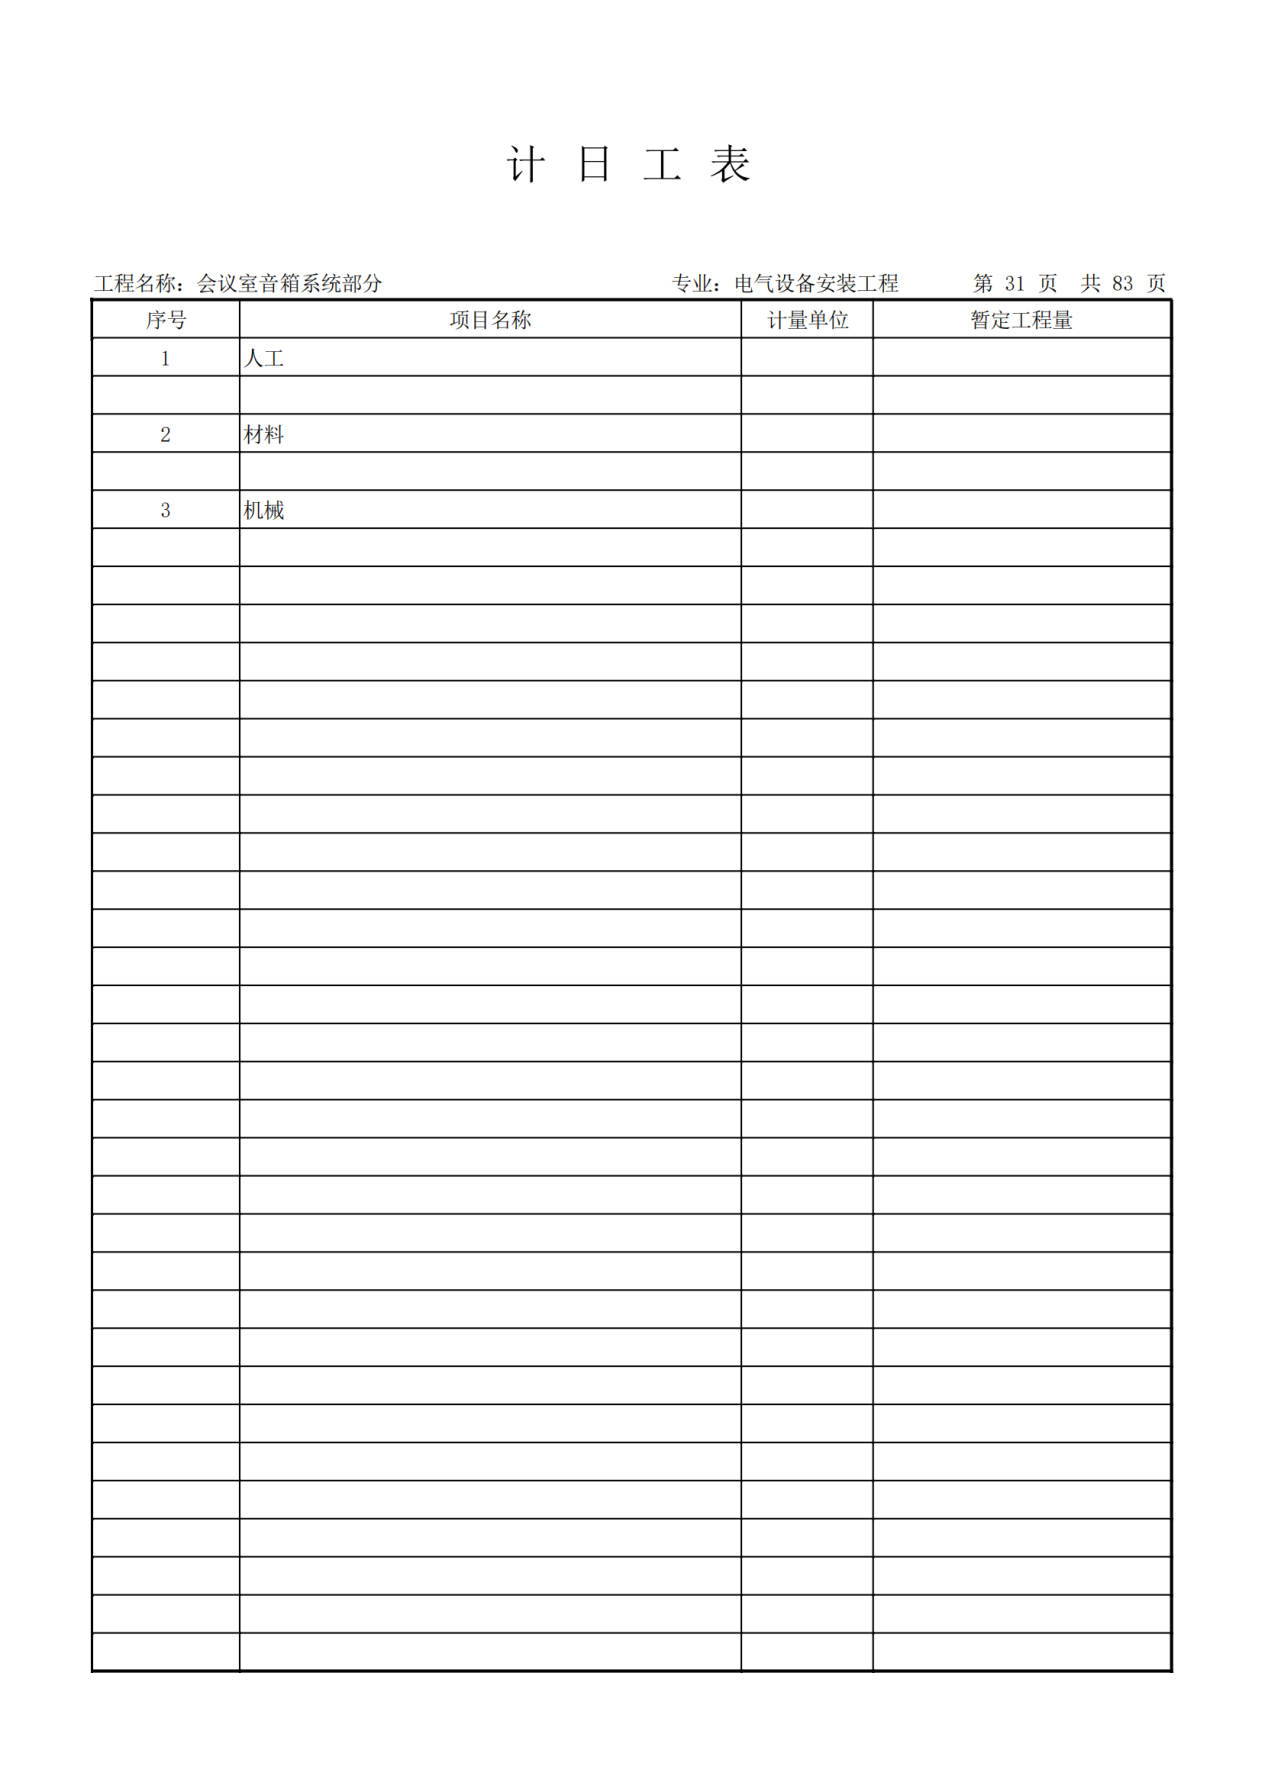 计 日 工 表
工程名称：会议室音箱系统部分 专业：电气设备安装工程 第 31 页 共 83 页
序号 项目名称 计量单位 暂定工程量
1 人工
2 材料
3 机械